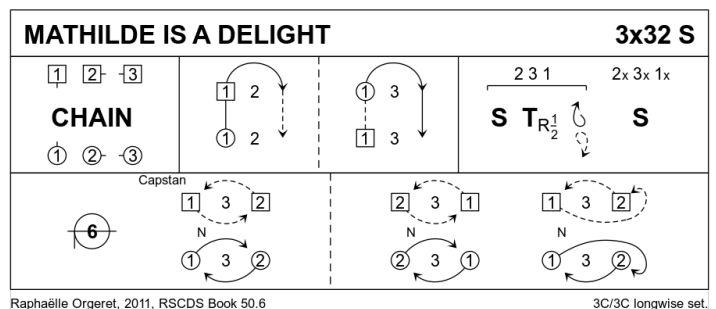 MATHILDE IS A DELIGHT 3x32 S
1 2 3 1 2 1 3 2 3 1 2x 3x 1x
CHAIN S T R 1/2 S
1 2 3 1 2 1 3
Capstan
1 3 2 2 3 1 1 3 2
6 N N
1 3 2 2 3 1 1 3 2
Raphaëlle Orgeret, 2011, RSCDS Book 50.6 3C/3C longwise set.